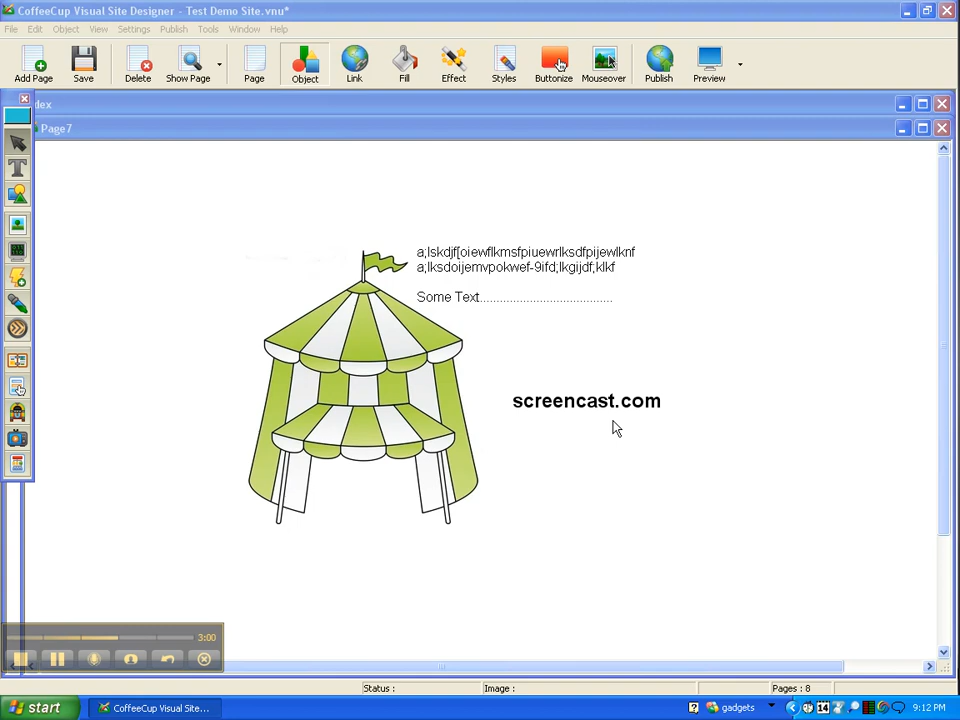 CoffeeCup Visual Site Designer - Test Demo Site.vnu*
File Edit Object View Settings Publish Tools Window Help
Add Page Save Delete Show Page Page Object Link Fill Effect Styles Buttonize Mouseover Publish Preview
dex
Page7
a;lskdjf[oiewflkmsfpiuewrlksdfpijewlknf
a;lksdoijemvpokwef-9ifd;lkgijdf;klkf
Some Text........................................
screencast.com
3:00
Status : Image : Pages : 8
start CoffeeCup Visual Site... ? gadgets 14 9:12 PM